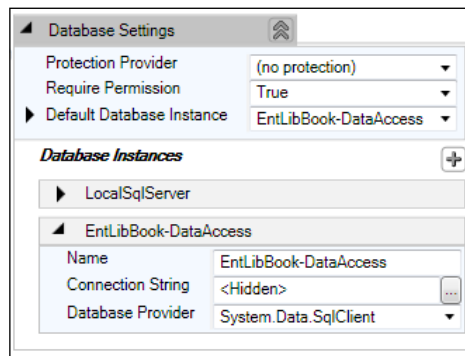 Database Settings
Protection Provider (no protection)
Require Permission True
Default Database Instance EntLibBook-DataAccess
Database Instances
LocalSqlServer
EntLibBook-DataAccess
Name EntLibBook-DataAccess
Connection String <Hidden> ...
Database Provider System.Data.SqlClient